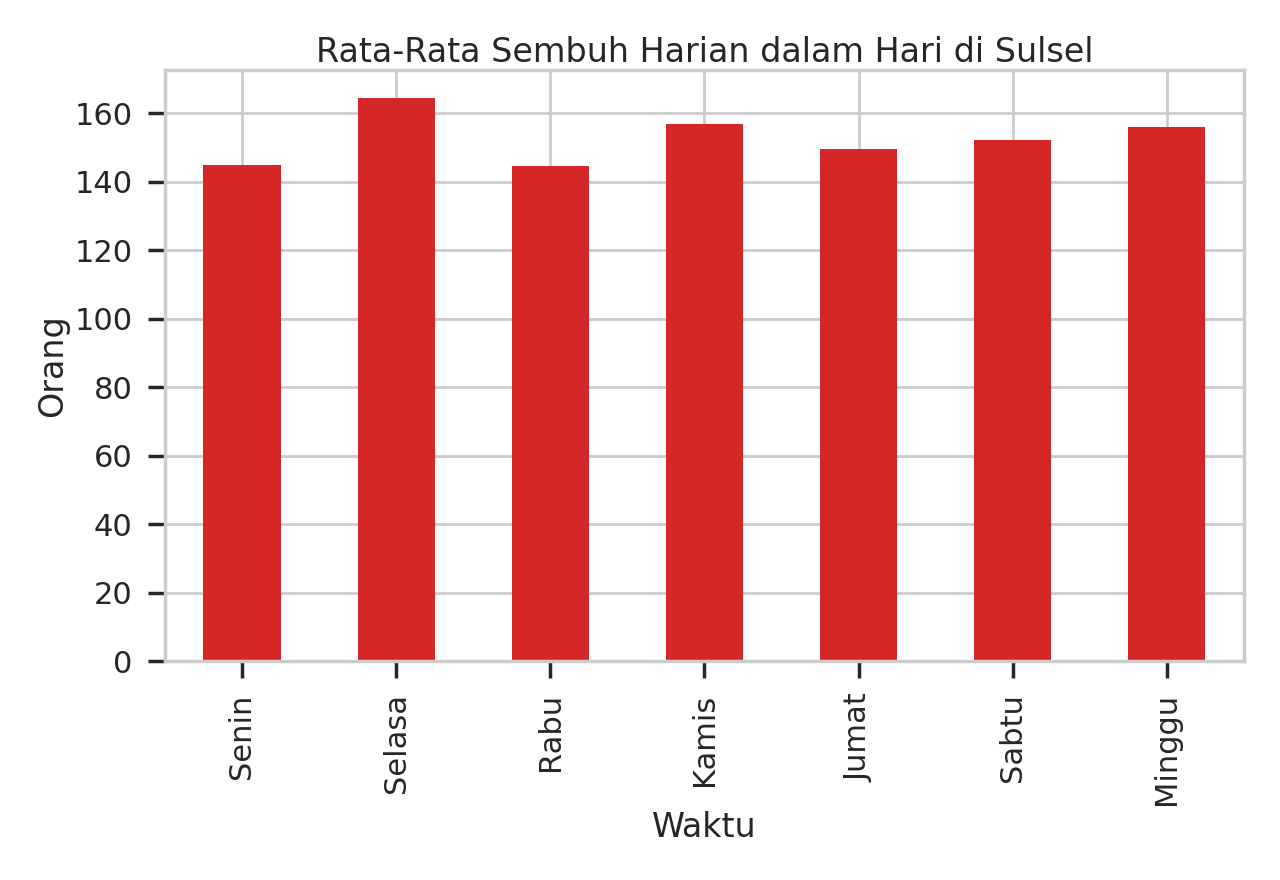 Rata-Rata Sembuh Harian dalam Hari di Sulsel
Orang
160
140
120
100
80
60
40
20
0
Senin
Selasa
Rabu
Kamis
Jumat
Sabtu
Minggu
Waktu